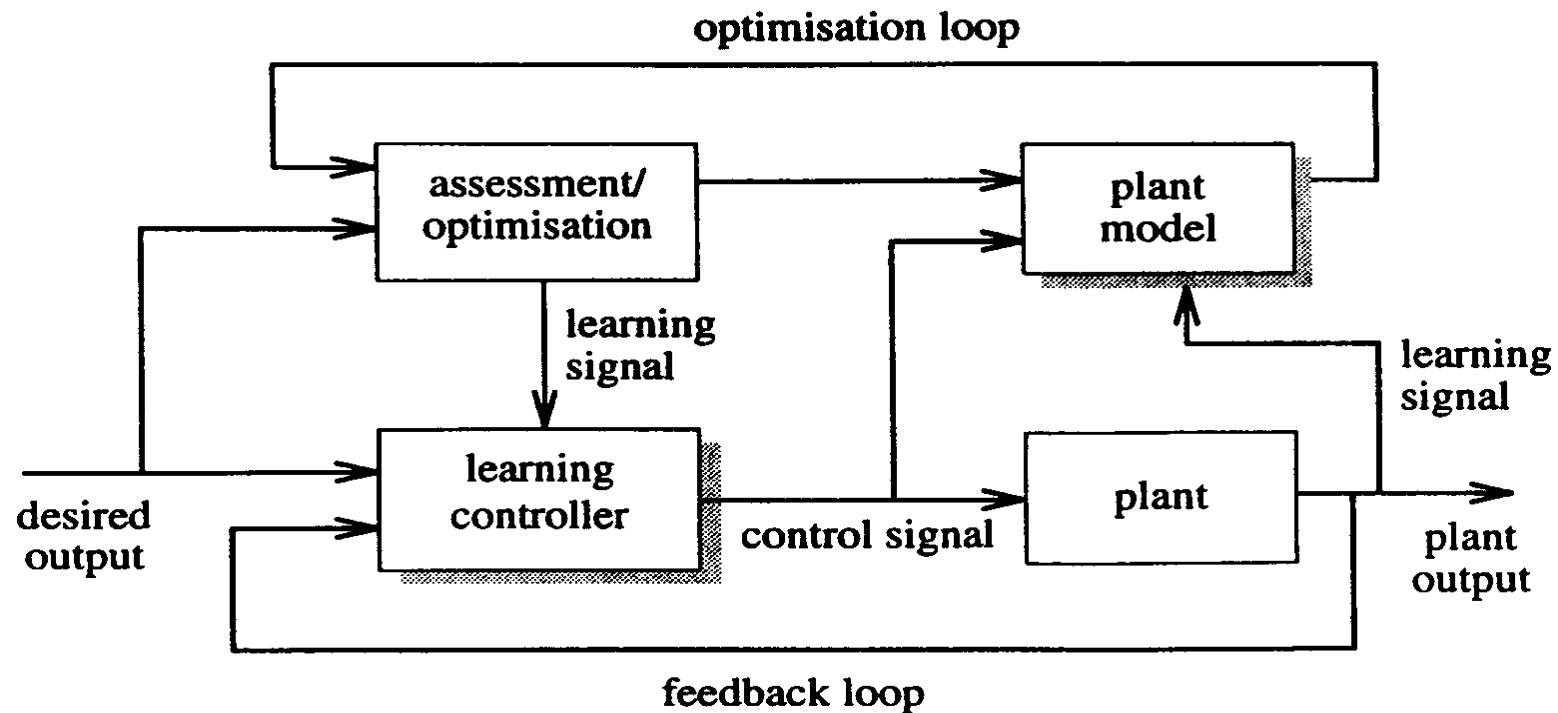 optimisation loop
assessment/
optimisation
plant
model
learning
signal
learning
signal
learning
controller
desired
output
control signal
plant
plant
output
feedback loop